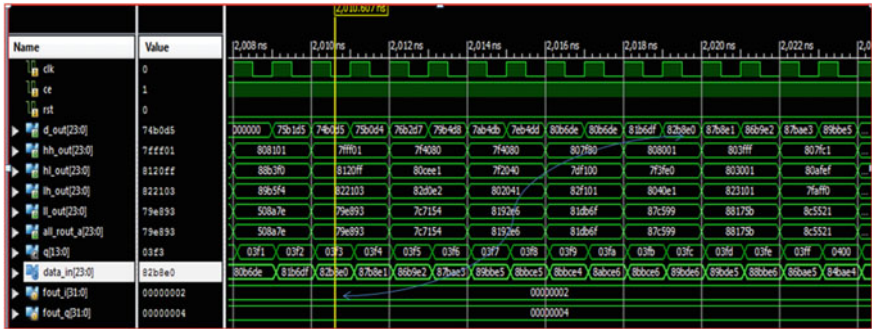 2,010.607 ns
Name Value 2,008 ns 2,010 ns 2,012 ns 2,014 ns 2,016 ns 2,018 ns 2,020 ns 2,022 ns 2,0
clk 0
ce 1
rst 0
d_out[23:0] 74b0d5 000000 75b1d5 74b0d5 75b0d4 76b2d7 79b4d8 7ab4db 7eb4dd 80b6de 80b6de 81b6df 82b8e0 87b8e1 86b9e2 87bae3 89bbe5
hh_out[23:0] 7fff01 808101 7fff01 7f4080 7f4080 807f80 808001 803fff 807fc1
hl_out[23:0] 8120ff 88b3f0 8120ff 80cee1 7f2040 7df100 7f3fe0 803001 80afef
lh_out[23:0] 822103 89b5f4 822103 82d0e2 802041 82f101 8040e1 823101 7faff0
ll_out[23:0] 79e893 508a7e 79e893 7c7154 8192e6 81db6f 87c599 88175b 8c5521
all_rout_a[23:0] 79e893 508a7e 79e893 7c7154 8192e6 81db6f 87c599 88175b 8c5521
q[13:0] 03f3 03f1 03f2 03f3 03f4 03f5 03f6 03f7 03f8 03f9 03fa 03fb 03fc 03fd 03fe 03ff 0400
data_in[23:0] 82b8e0 80b6de 81b6df 82b8e0 87b8e1 86b9e2 87bae3 89bbe5 8bbce5 8bbce4 8abce6 8bbce6 89bde6 89bde5 88bbe6 86bae5 84bae4
fout_i[31:0] 00000002 00000002
fout_q[31:0] 00000004 00000004